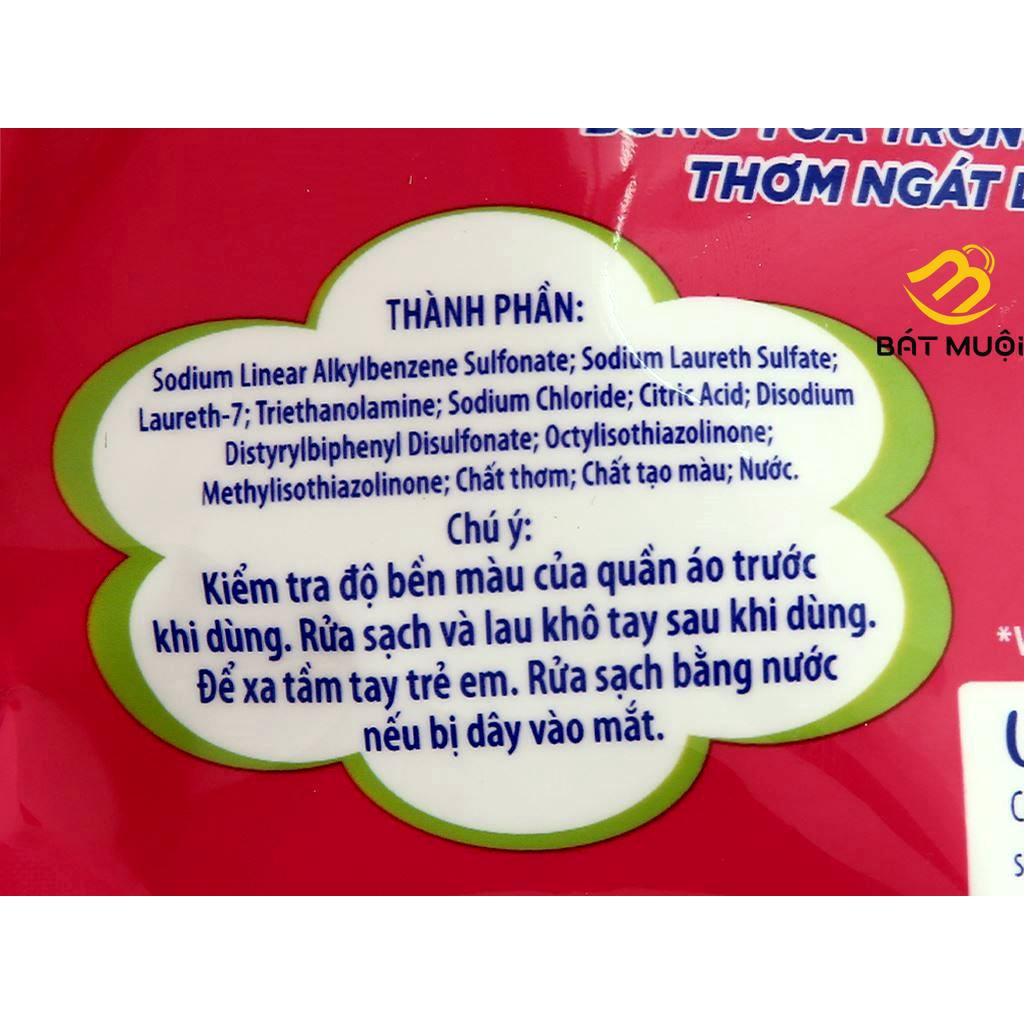 THƠM NGÁT
BÁT MUỘI
THÀNH PHẦN:
Sodium Linear Alkylbenzene Sulfonate; Sodium Laureth Sulfate;
Laureth-7; Triethanolamine; Sodium Chloride; Citric Acid; Disodium
Distyrylbiphenyl Disulfonate; Octylisothiazolinone;
Methylisothiazolinone; Chất thơm; Chất tạo màu; Nước.
Chú ý:
Kiểm tra độ bền màu của quần áo trước
khi dùng. Rửa sạch và lau khô tay sau khi dùng.
Để xa tầm tay trẻ em. Rửa sạch bằng nước
nếu bị dây vào mắt.